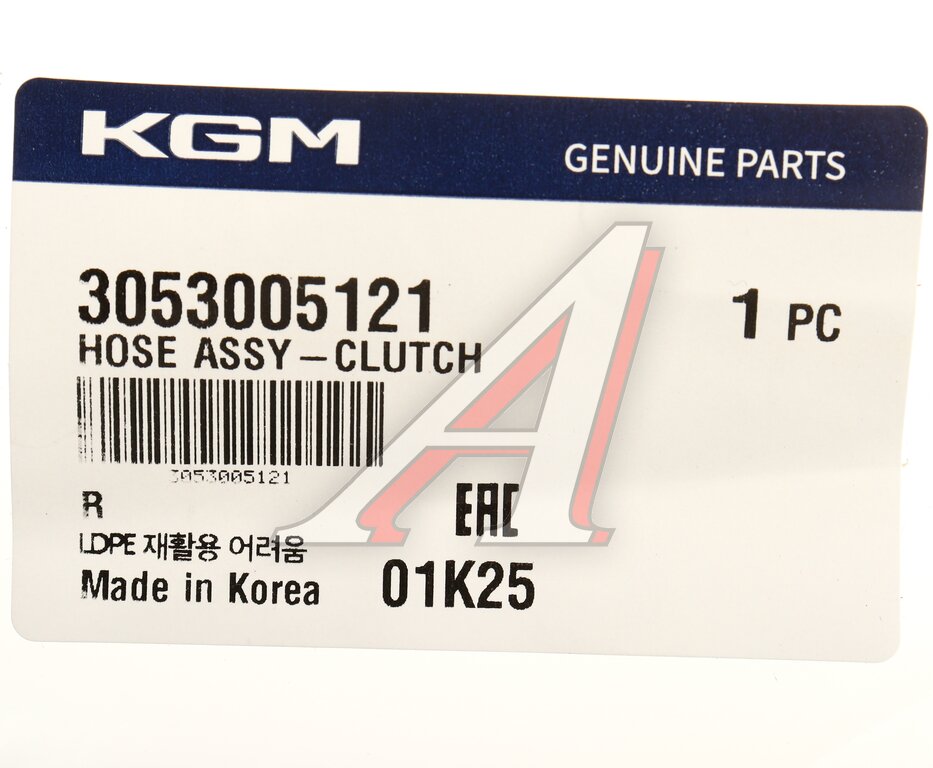 KGM
GENUINE PARTS
3053005121
1 PC
HOSE ASSY-CLUTCH
3053005121
R
EAC
LDPE 재활용 어려움
Made in Korea
01K25